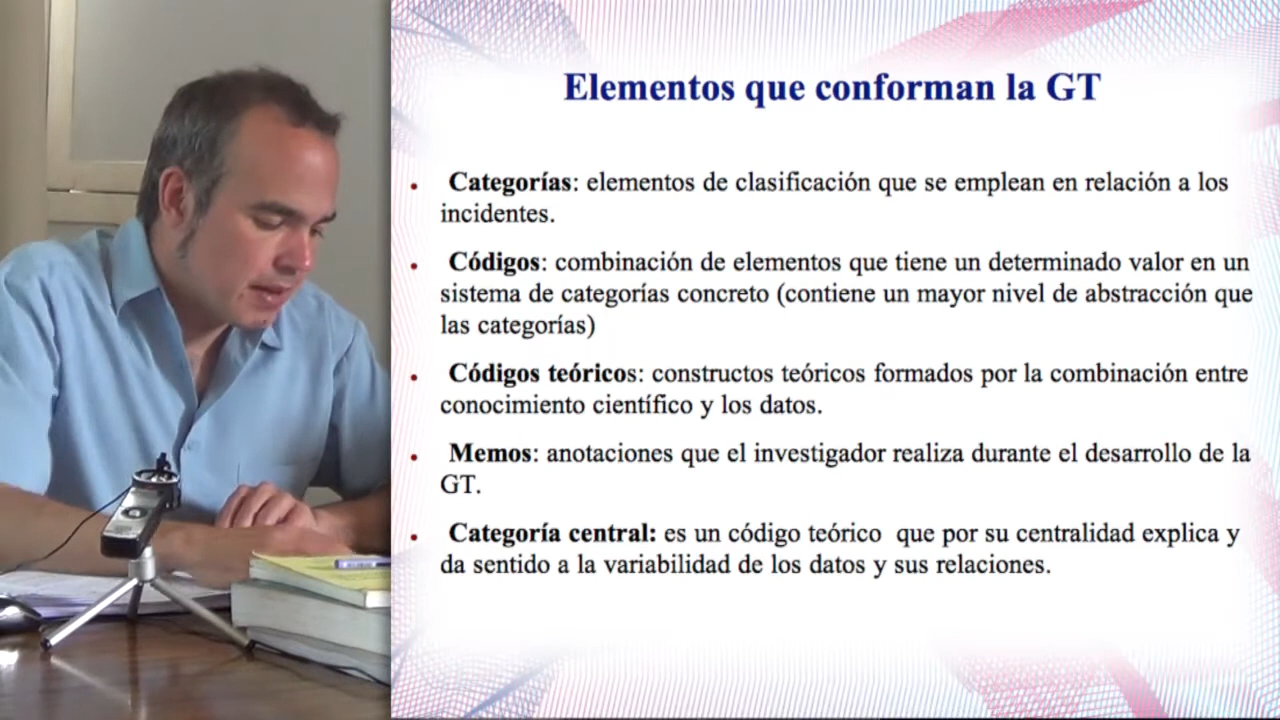 Elementos que conforman la GT
• Categorías: elementos de clasificación que se emplean en relación a los
incidentes.
• Códigos: combinación de elementos que tiene un determinado valor en un
sistema de categorías concreto (contiene un mayor nivel de abstracción que
las categorías)
• Códigos teóricos: constructos teóricos formados por la combinación entre
conocimiento científico y los datos.
• Memos: anotaciones que el investigador realiza durante el desarrollo de la
GT.
• Categoría central: es un código teórico que por su centralidad explica y
da sentido a la variabilidad de los datos y sus relaciones.